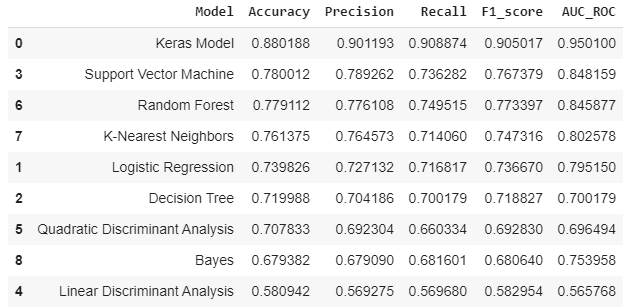 Model Accuracy Precision Recall F1_score AUC_ROC
0 Keras Model 0.880188 0.901193 0.908874 0.905017 0.950100
3 Support Vector Machine 0.780012 0.789262 0.736282 0.767379 0.848159
6 Random Forest 0.779112 0.776108 0.749515 0.773397 0.845877
7 K-Nearest Neighbors 0.761375 0.764573 0.714060 0.747316 0.802578
1 Logistic Regression 0.739826 0.727132 0.716817 0.736670 0.795150
2 Decision Tree 0.719988 0.704186 0.700179 0.718827 0.700179
5 Quadratic Discriminant Analysis 0.707833 0.692304 0.660334 0.692830 0.696494
8 Bayes 0.679382 0.679090 0.681601 0.680640 0.753958
4 Linear Discriminant Analysis 0.580942 0.569275 0.569680 0.582954 0.565768